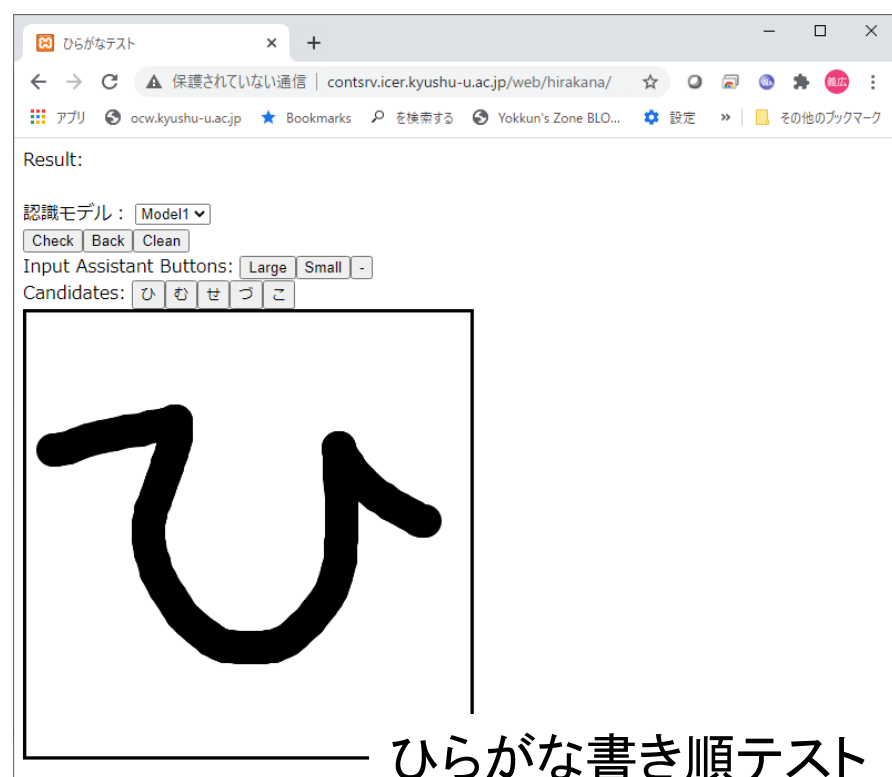 ひらがなテスト
保護されていない通信 | contsrv.icer.kyushu-u.ac.jp/web/hirakana/
義広
アプリ ocw.kyushu-u.ac.jp Bookmarks を検索する Yokkun's Zone BLO... 設定 » その他のブックマーク
Result:
認識モデル： Model1
Check Back Clean
Input Assistant Buttons: Large Small -
Candidates: ひ む せ づ こ
ひ
ひらがな書き順テスト